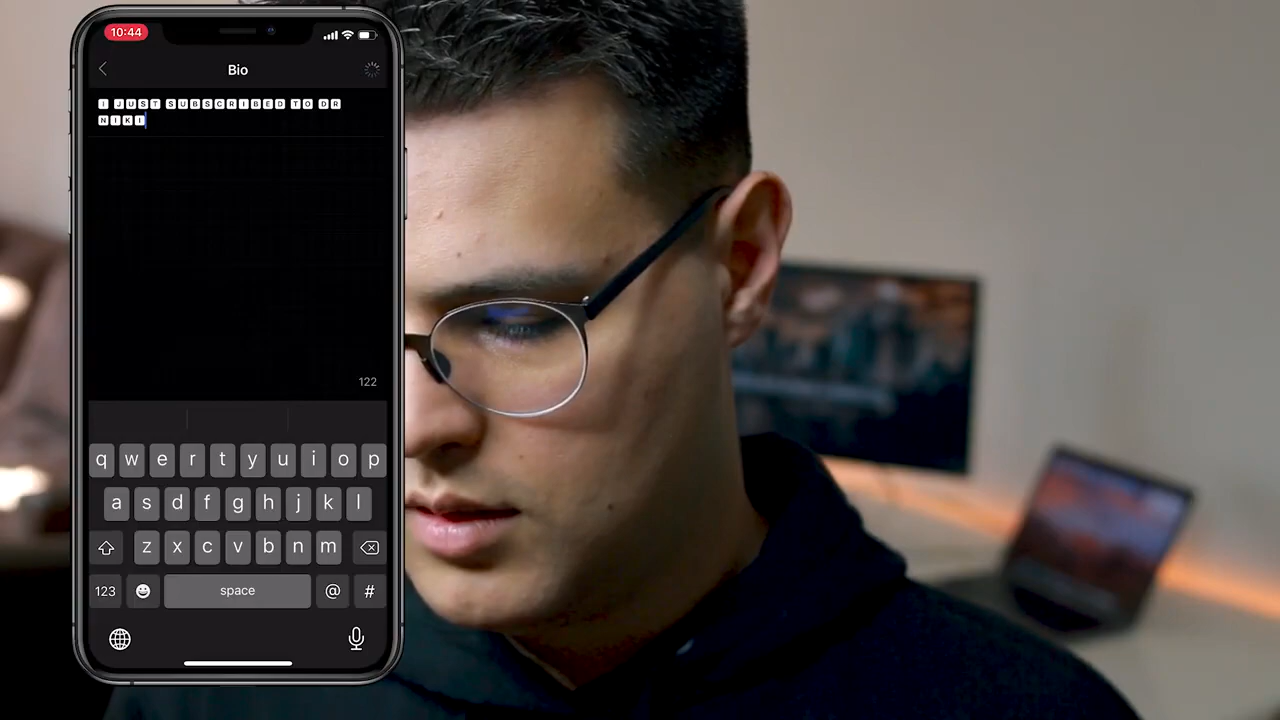 10:44
Bio
I JUST SUBSCRIBED TO DR
NIKI
122
q w e r t y u i o p
a s d f g h j k l
z x c v b n m
123 space @ #